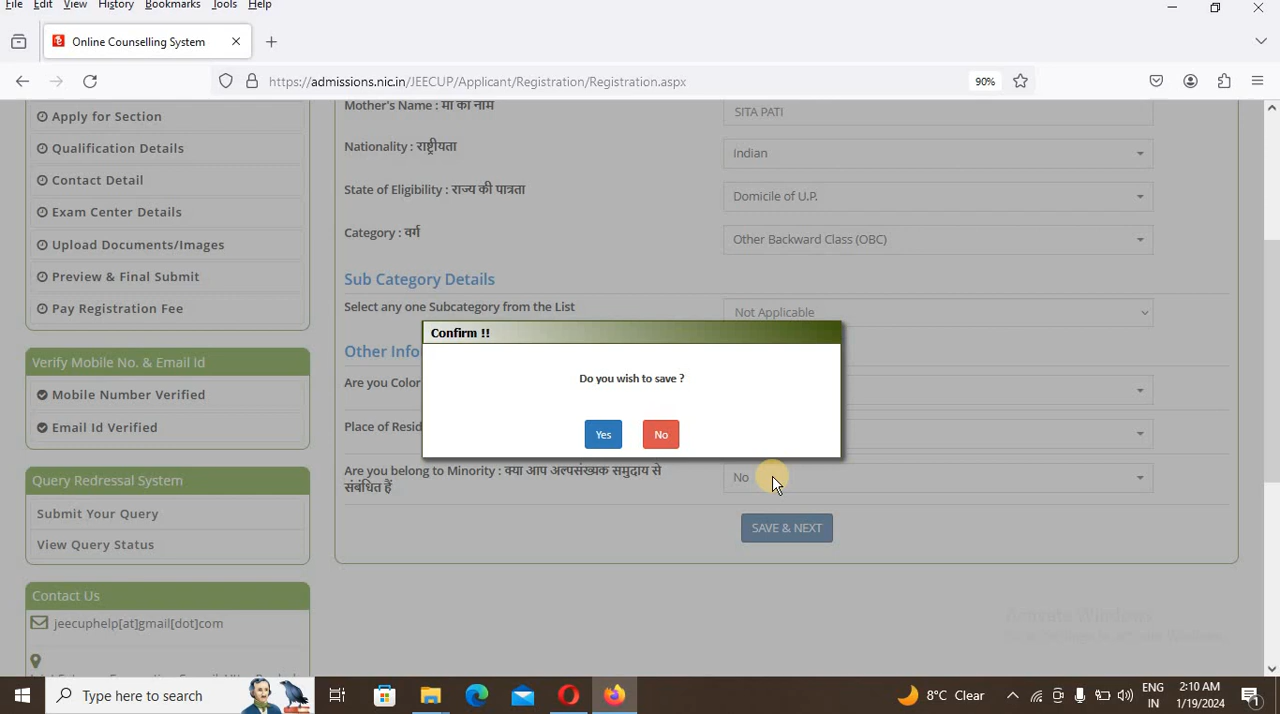 File Edit View History Bookmarks Tools Help
Online Counselling System
https://admissions.nic.in/JEECUP/Applicant/Registration/Registration.aspx
90%
Apply for Section
Qualification Details
Contact Detail
Exam Center Details
Upload Documents/Images
Preview & Final Submit
Pay Registration Fee
Verify Mobile No. & Email Id
Mobile Number Verified
Email Id Verified
Query Redressal System
Submit Your Query
View Query Status
Contact Us
jeecuphelp[at]gmail[dot]com
Mother's Name : माँ का नाम
SITA PATI
Nationality : राष्ट्रीयता
Indian
State of Eligibility : राज्य की पात्रता
Domicile of U.P.
Category : वर्ग
Other Backward Class (OBC)
Sub Category Details
Select any one Subcategory from the List
Not Applicable
Other Info
Are you Color
Place of Resid
Confirm !!
Do you wish to save ?
Yes
No
Are you belong to Minority : क्या आप अल्पसंख्यक समुदाय से
संबंधित हैं
No
SAVE & NEXT
Activate Windows
Type here to search
8°C Clear
ENG
IN
2:10 AM
1/19/2024
1